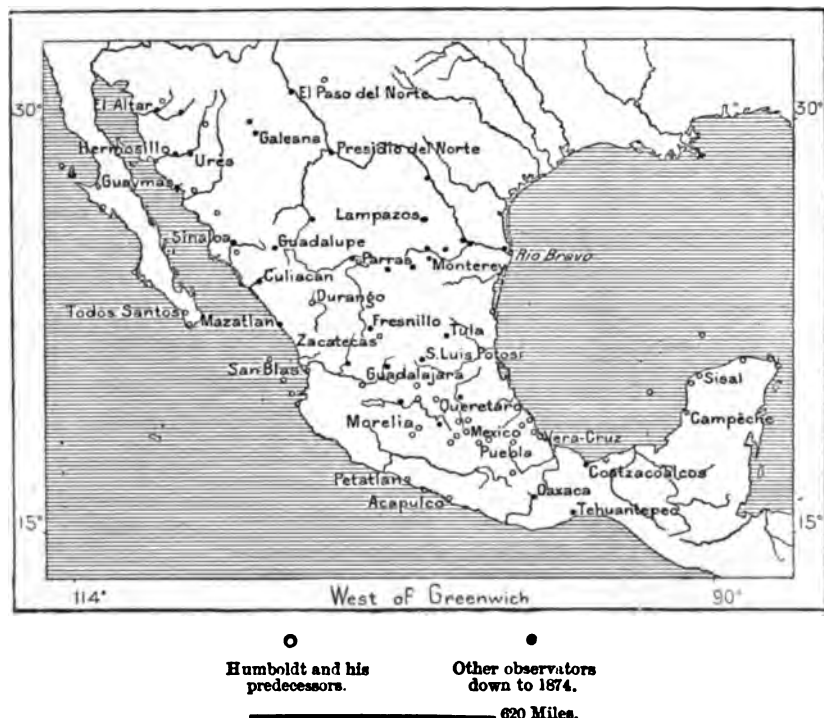 30°
30°
El Paso del Norte
El Altar
Galeana
Hermosillo
Ures
Presidio del Norte
Guaymas
Lampazos
Sinaloa
Guadalupe
Parras
Monterey
Rio Bravo
Culiacan
Durango
Todos Santos
Mazatlan
Fresnillo
Tula
Zacatecas
S. Luis Potosi
San Blas
Guadalajara
Sisal
Queretaro
Campêche
Morelia
Mexico
Vera-Cruz
Puebla
Petatlana
Coatzacoalcos
Acapulco
Oaxaca
Tehuantepec
15°
15°
114°
West of Greenwich
90°
Humboldt and his
predecessors.
Other observators
down to 1874.
620 Miles.